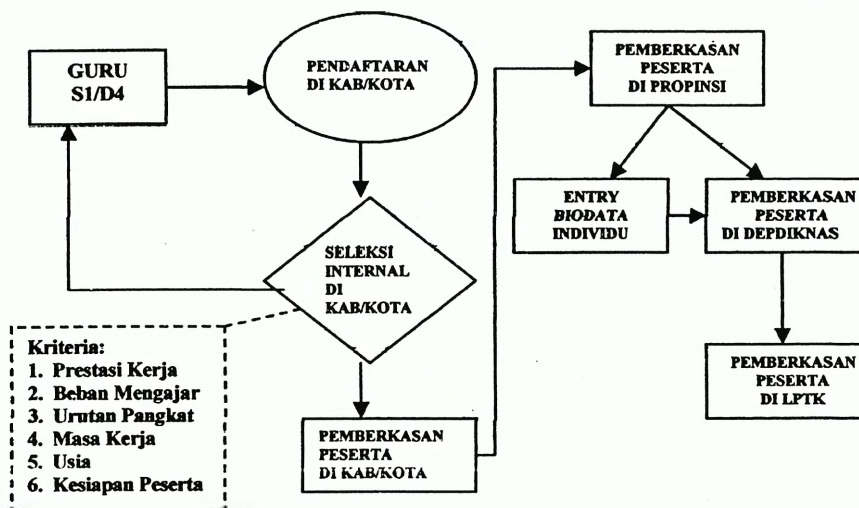 GURU
S1/D4
PENDAFTARAN
DI KAB/KOTA
SELEKSI
INTERNAL
DI
KAB/KOTA
Kriteria:
1. Prestasi Kerja
2. Beban Mengajar
3. Urutan Pangkat
4. Masa Kerja
5. Usia
6. Kesiapan Peserta
PEMBERKASAN
PESERTA
DI KAB/KOTA
PEMBERKASAN
PESERTA
DI PROPINSI
ENTRY
BIODATA
INDIVIDU
PEMBERKASAN
PESERTA
DI DEPDIKNAS
PEMBERKASAN
PESERTA
DI LPTK